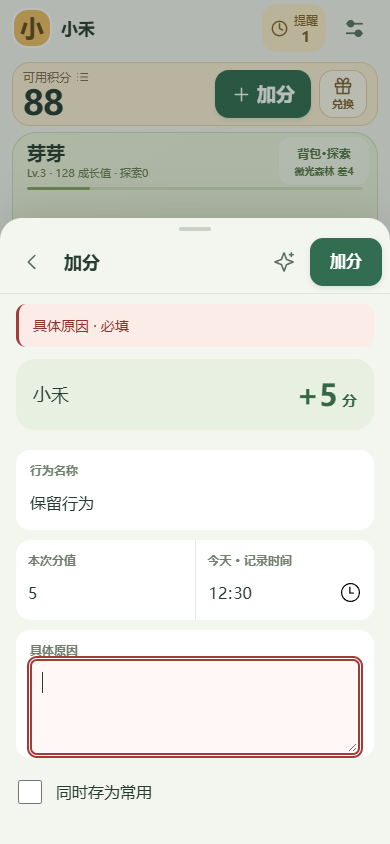 小 小禾
提醒
1
可用积分
88
＋ 加分
兑换
芽芽
Lv.3 · 128 成长值 · 探索0
背包•探索
微光森林 差4
加分
加分
具体原因 · 必填
小禾
+5 分
行为名称
保留行为
本次分值
5
今天 • 记录时间
12:30
具体原因
同时存为常用